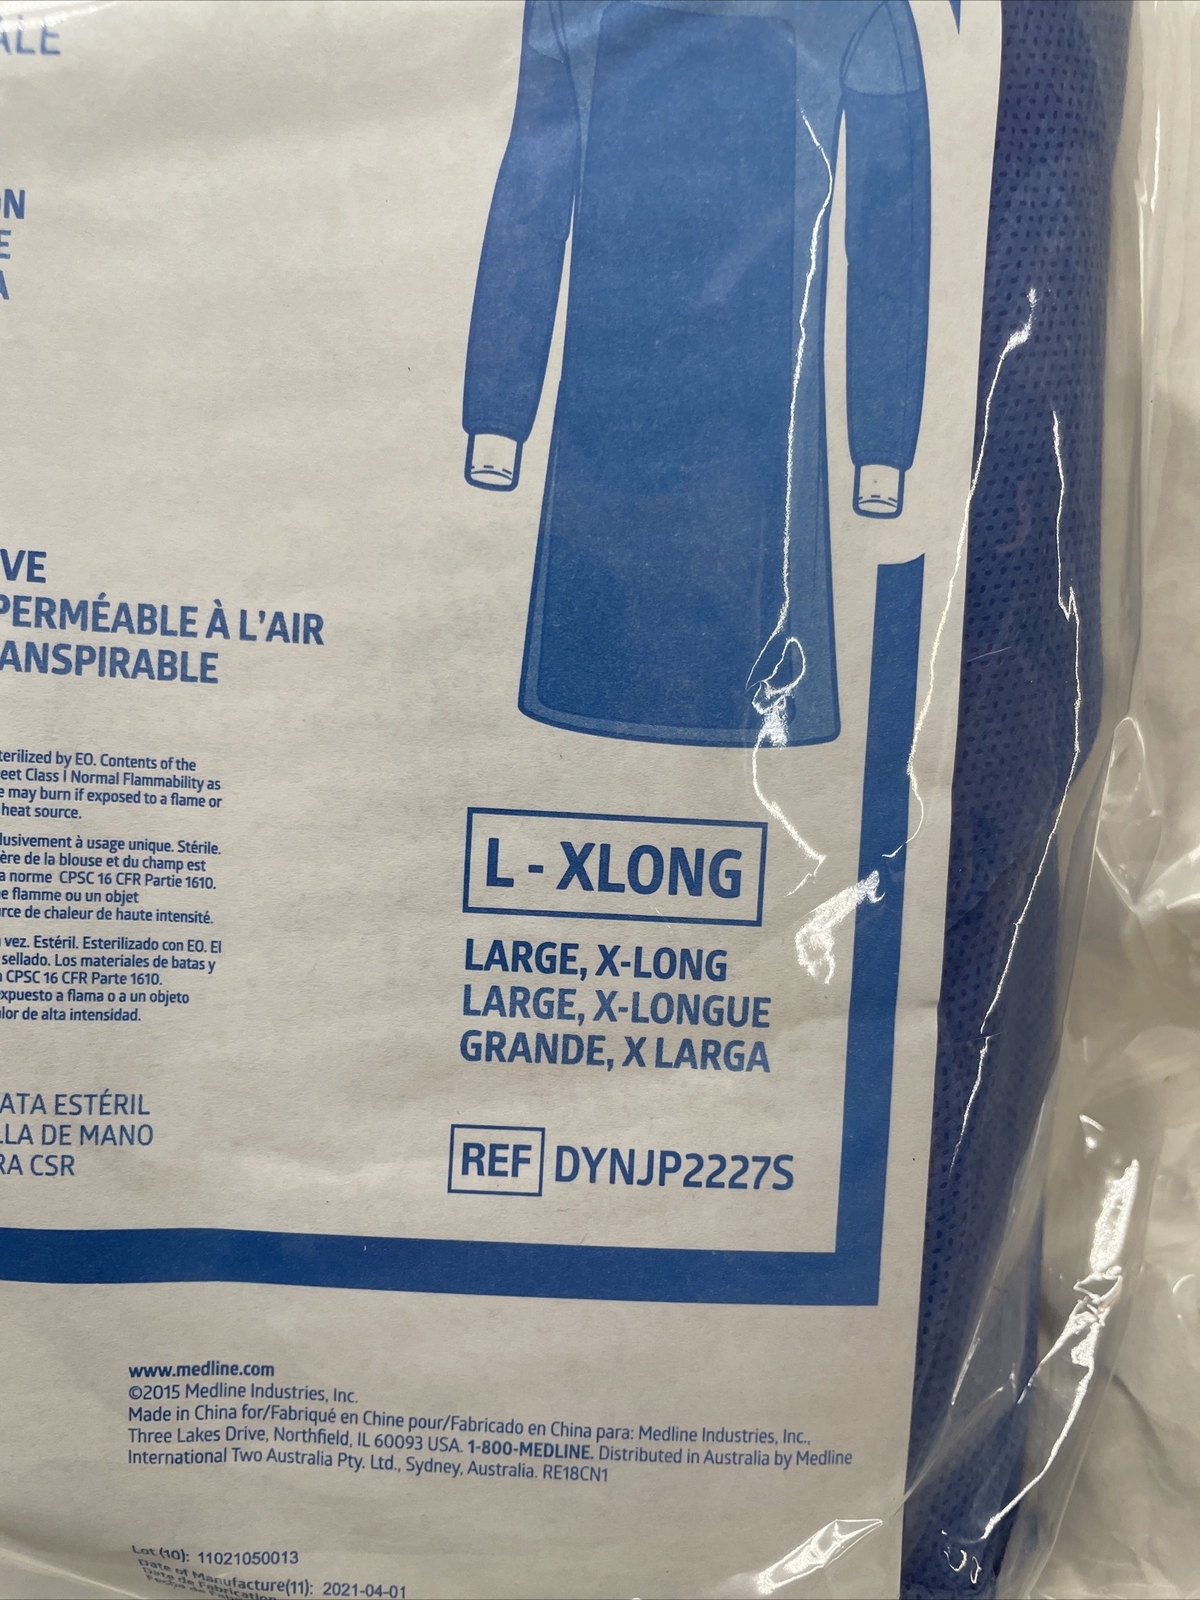 ALE
ON
E
A
VE
PERMÉABLE À L'AIR
ANSPIRABLE
terilized by EO. Contents of the
eet Class I Normal Flammability as
e may burn if exposed to a flame or
heat source.
lusivement à usage unique. Stérile.
ère de la blouse et du champ est
a norme CPSC 16 CFR Partie 1610.
e flamme ou un objet
rce de chaleur de haute intensité.
vez. Estéril. Esterilizado con EO. El
sellado. Los materiales de batas y
CPSC 16 CFR Parte 1610.
xpuesto a flama o a un objeto
lor de alta intensidad.
ATA ESTÉRIL
LLA DE MANO
RA CSR
L - XLONG
LARGE, X-LONG
LARGE, X-LONGUE
GRANDE, X LARGA
REF DYNJP2227S
www.medline.com
©2015 Medline Industries, Inc.
Made in China for/Fabriqué en Chine pour/Fabricado en China para: Medline Industries, Inc.,
Three Lakes Drive, Northfield, IL 60093 USA. 1-800-MEDLINE. Distributed in Australia by Medline
International Two Australia Pty. Ltd., Sydney, Australia. RE18CN1
Lot (10): 11021050013
Date of Manufacture(11): 2021-04-01
Date de Fabrication
Fecha de Fabr